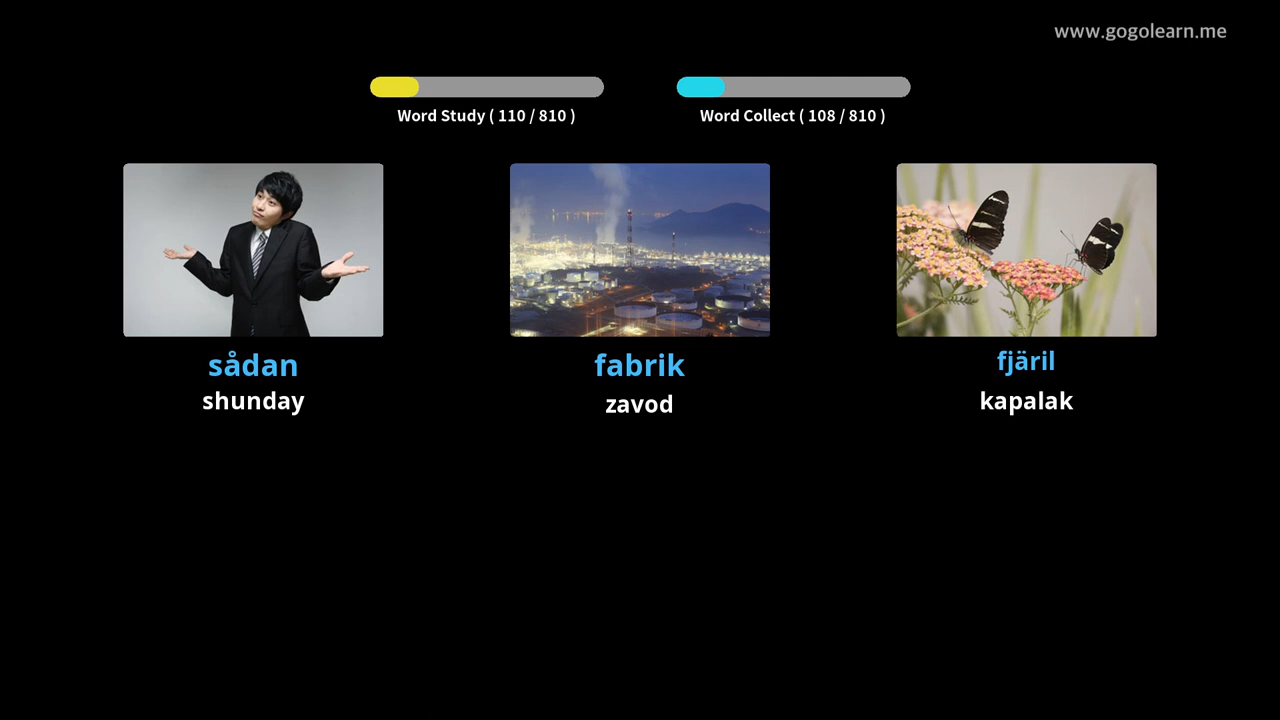 www.gogolearn.me
Word Study ( 110 / 810 )
Word Collect ( 108 / 810 )
sådan
shunday
fabrik
zavod
fjäril
kapalak